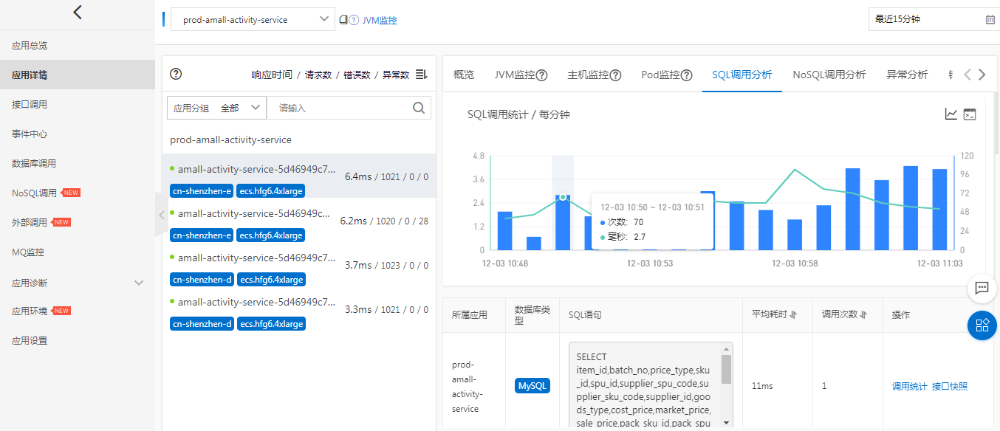 prod-amall-activity-service
JVM监控
最近15分钟
应用总览
应用详情
接口调用
事件中心
数据库调用
NoSQL调用 NEW
外部调用 NEW
MQ监控
应用诊断
应用环境 NEW
应用设置
响应时间 / 请求数 / 错误数 / 异常数
应用分组 全部 请输入
prod-amall-activity-service
amall-activity-service-5d46949c7...
6.4ms / 1021 / 0 / 0
cn-shenzhen-e ecs.hfg6.4xlarge
amall-activity-service-5d46949c...
6.2ms / 1020 / 0 / 28
cn-shenzhen-e ecs.hfg6.4xlarge
amall-activity-service-5d46949c7...
3.7ms / 1023 / 0 / 0
cn-shenzhen-d ecs.hfg6.4xlarge
amall-activity-service-5d46949c7...
3.3ms / 1021 / 0 / 0
cn-shenzhen-d ecs.hfg6.4xlarge
概览 JVM监控? 主机监控? Pod监控? SQL调用分析 NoSQL调用分析 异常分析
SQL调用统计 / 每分钟
4.8 120
3.6 96
72
2.4 48
1.2 24
0 0
12-03 10:50 ~ 12-03 10:51
次数: 70
毫秒: 2.7
12-03 10:48 12-03 10:53 12-03 10:58 12-03 11:03
所属应用 数据库类型 SQL语句 平均耗时 调用次数 操作
prod-
amall-
activity-
service
MySQL
SELECT
item_id,batch_no,price_type,sku
_id,spu_id,supplier_spu_code,su
pplier_sku_code,supplier_id,goo
ds_type,cost_price,market_price,
sale_price,pack_sku_id,pack_spu
11ms
1
调用统计 接口快照